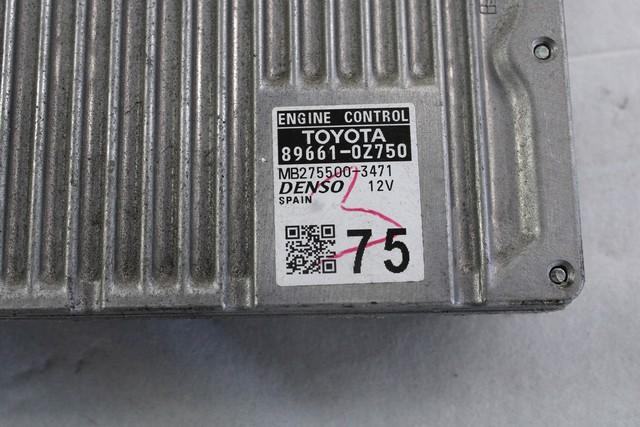 ENGINE CONTROL
TOYOTA
89661-0Z750
MB275500-3471
DENSO 12V
SPAIN
75